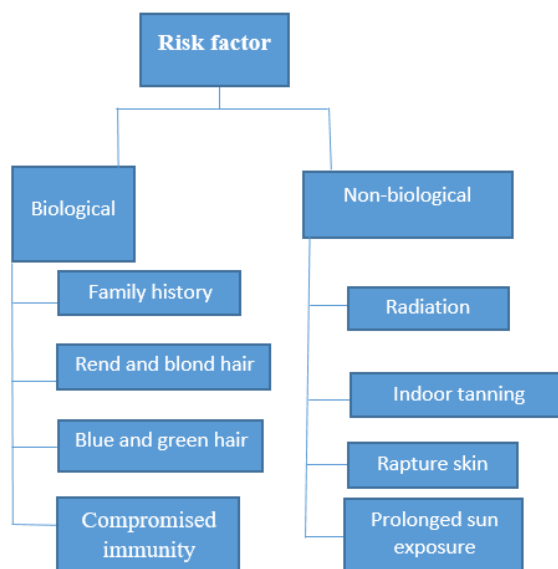 Risk factor
Biological
Family history
Rend and blond hair
Blue and green hair
Compromised
immunity
Non-biological
Radiation
Indoor tanning
Rapture skin
Prolonged sun
exposure